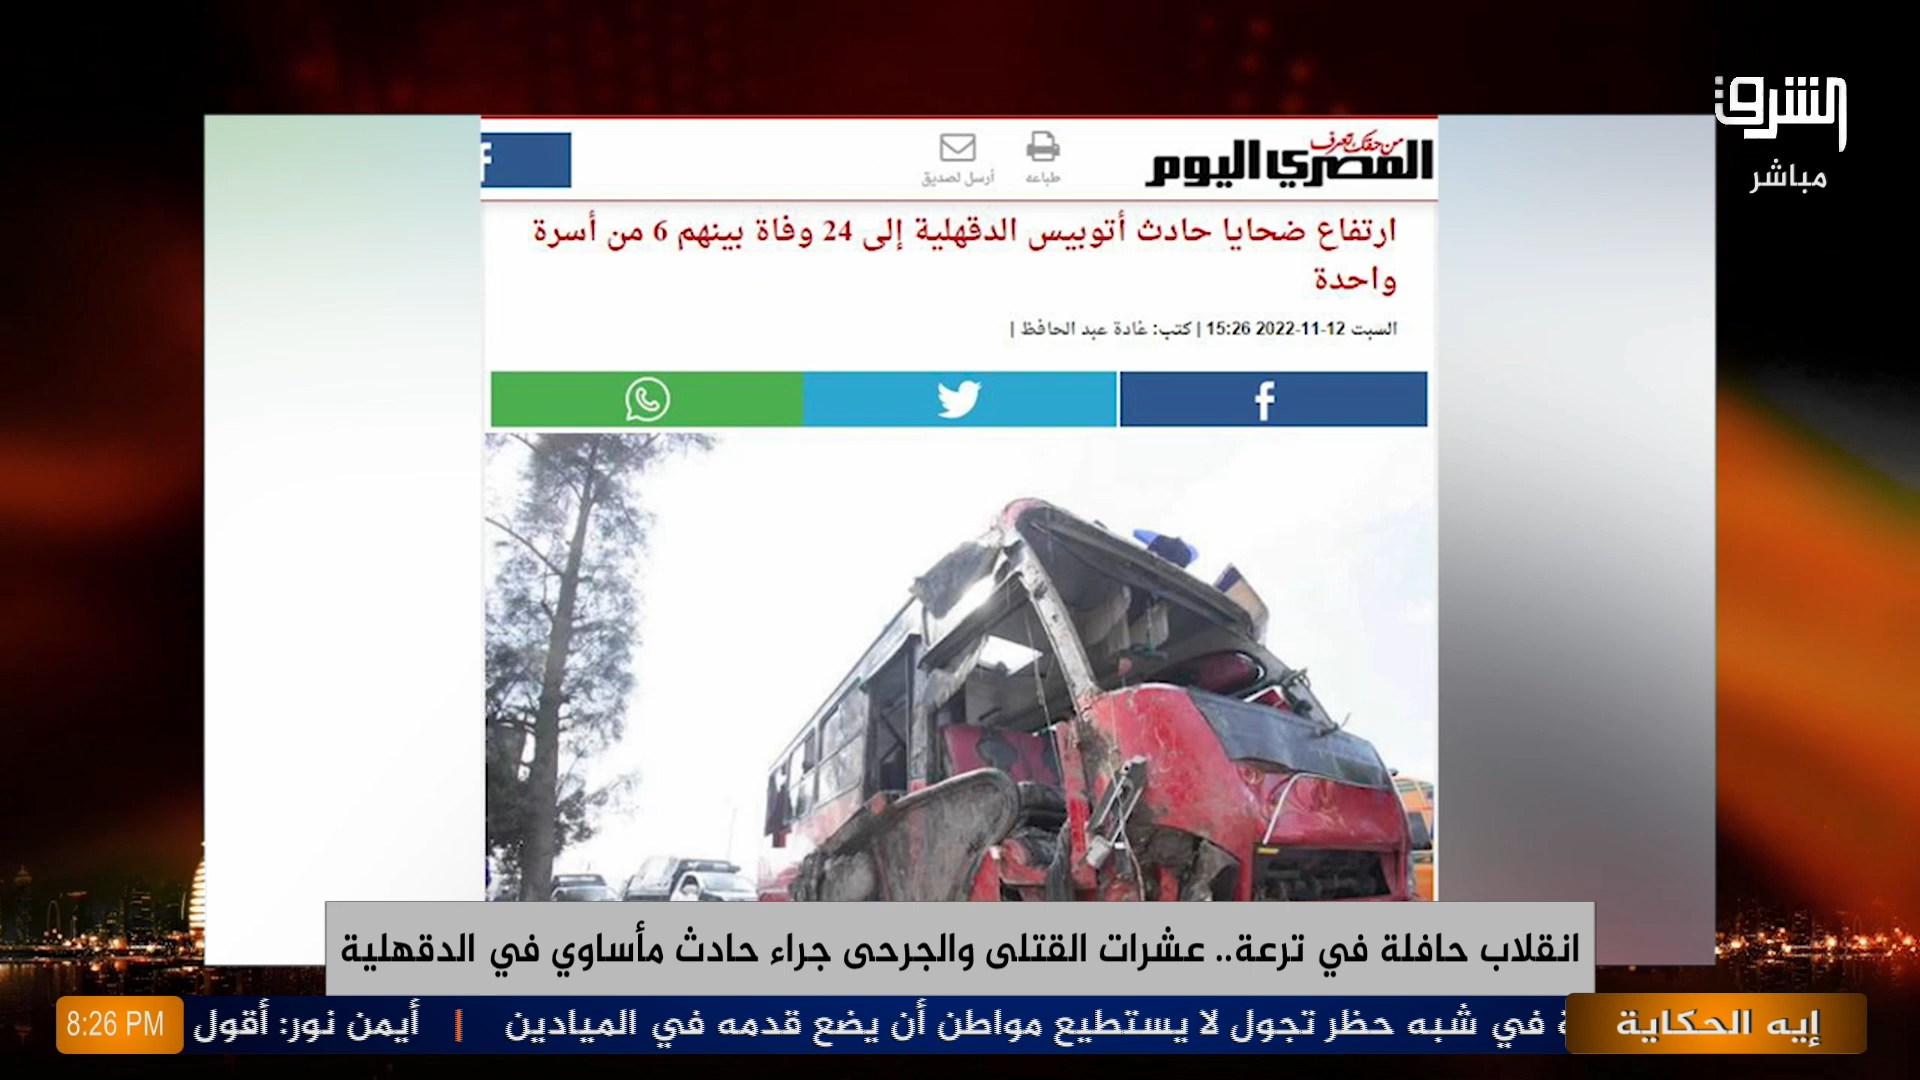 الشرق
مباشر
من حقك تعرف
المصري اليوم
طباعه
أرسل لصديق
ارتفاع ضحايا حادث أتوبيس الدقهلية إلى 24 وفاة بينهم 6 من أسرة
واحدة
السبت 12-11-2022 15:26 | كتب: غادة عبد الحافظ |
انقلاب حافلة في ترعة.. عشرات القتلى والجرحى جراء حادث مأساوي في الدقهلية
إيه الحكاية
في شبه حظر تجول لا يستطيع مواطن أن يضع قدمه في الميادين | أيمن نور: أقول
8:26 PM